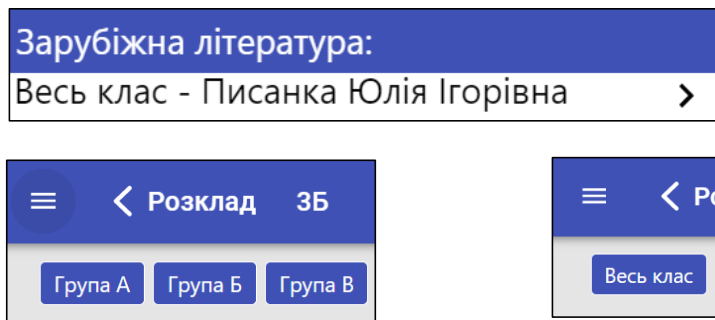 Зарубіжна література:
Весь клас - Писанка Юлія Ігорівна
Розклад 3Б
Група А Група Б Група В
Весь клас